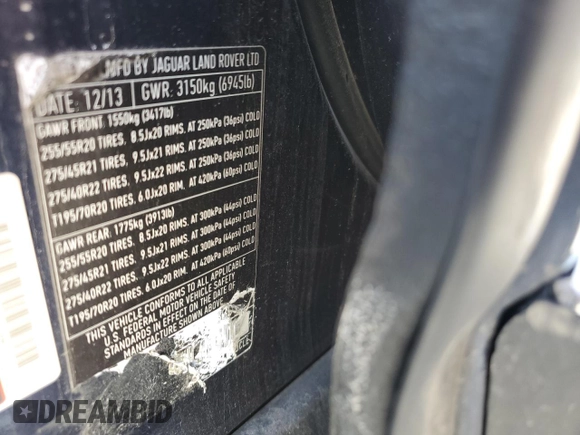 MFD BY JAGUAR LAND ROVER LTD
DATE: 12/13 GWR: 3150kg (6945lb)
GAWR FRONT 1550kg (3417lb)
255/55R20 TIRES. 8.5Jx20 RIMS. AT 250kPa (36psi) COLD
275/45R21 TIRES. 9.5Jx21 RIMS. AT 250kPa (36psi) COLD
275/40R22 TIRES. 9.5Jx22 RIMS. AT 250kPa (36psi) COLD
T195/70R20 TIRES. 6.0Jx20 RIM. AT 420kPa (60psi) COLD
GAWR REAR 1775kg (3913lb)
255/55R20 TIRES. 8.5Jx20 RIMS. AT 300kPa (44psi) COLD
275/45R21 TIRES. 9.5Jx21 RIMS. AT 300kPa (44psi) COLD
275/40R22 TIRES. 9.5Jx22 RIMS. AT 300kPa (44psi) COLD
T195/70R20 TIRES. 6.0Jx20 RIM. AT 420kPa (60psi) COLD
THIS VEHICLE CONFORMS TO ALL APPLICABLE
U.S. FEDERAL MOTOR VEHICLE SAFETY
STANDARDS IN EFFECT ON THE DATE OF
MANUFACTURE SHOWN ABOVE.
DREAMBID